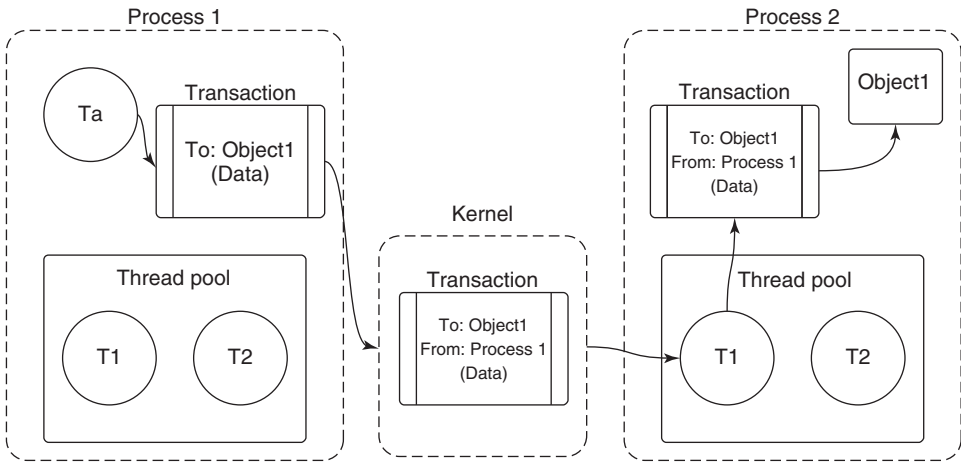 Process 1
Ta
Transaction
To: Object1
(Data)
Thread pool
T1
T2
Kernel
Transaction
To: Object1
From: Process 1
(Data)
Process 2
Transaction
To: Object1
From: Process 1
(Data)
Object1
Thread pool
T1
T2